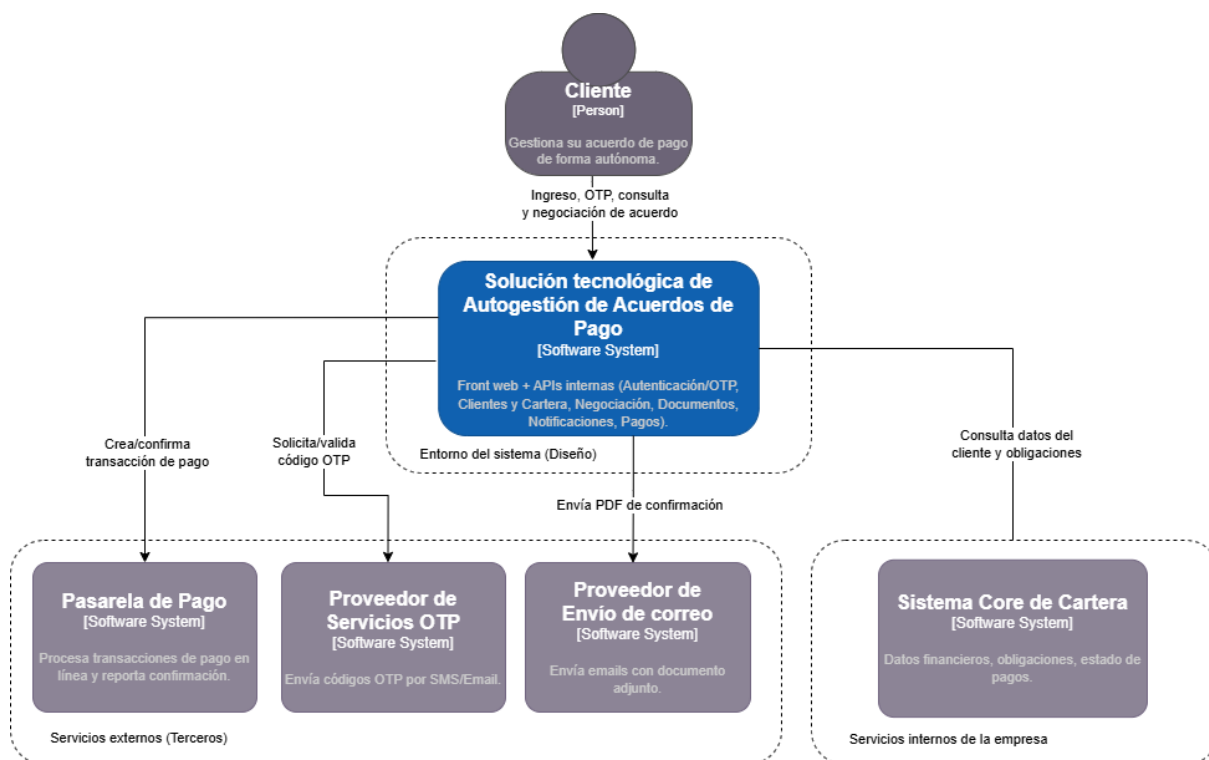 Cliente
[Person]
Gestiona su acuerdo de pago
de forma autónoma.
Ingreso, OTP, consulta
y negociación de acuerdo
Solución tecnológica de
Autogestión de Acuerdos de
Pago
[Software System]
Front web + APIs internas (Autenticación/OTP,
Clientes y Cartera, Negociación, Documentos,
Notificaciones, Pagos).
Entorno del sistema (Diseño)
Crea/confirma
transacción de pago
Solicita/valida
código OTP
Envía PDF de confirmación
Consulta datos del
cliente y obligaciones
Pasarela de Pago
[Software System]
Procesa transacciones de pago en
línea y reporta confirmación.
Proveedor de
Servicios OTP
[Software System]
Envía códigos OTP por SMS/Email.
Proveedor de
Envío de correo
[Software System]
Envía emails con documento
adjunto.
Servicios externos (Terceros)
Sistema Core de Cartera
[Software System]
Datos financieros, obligaciones, estado de
pagos.
Servicios internos de la empresa